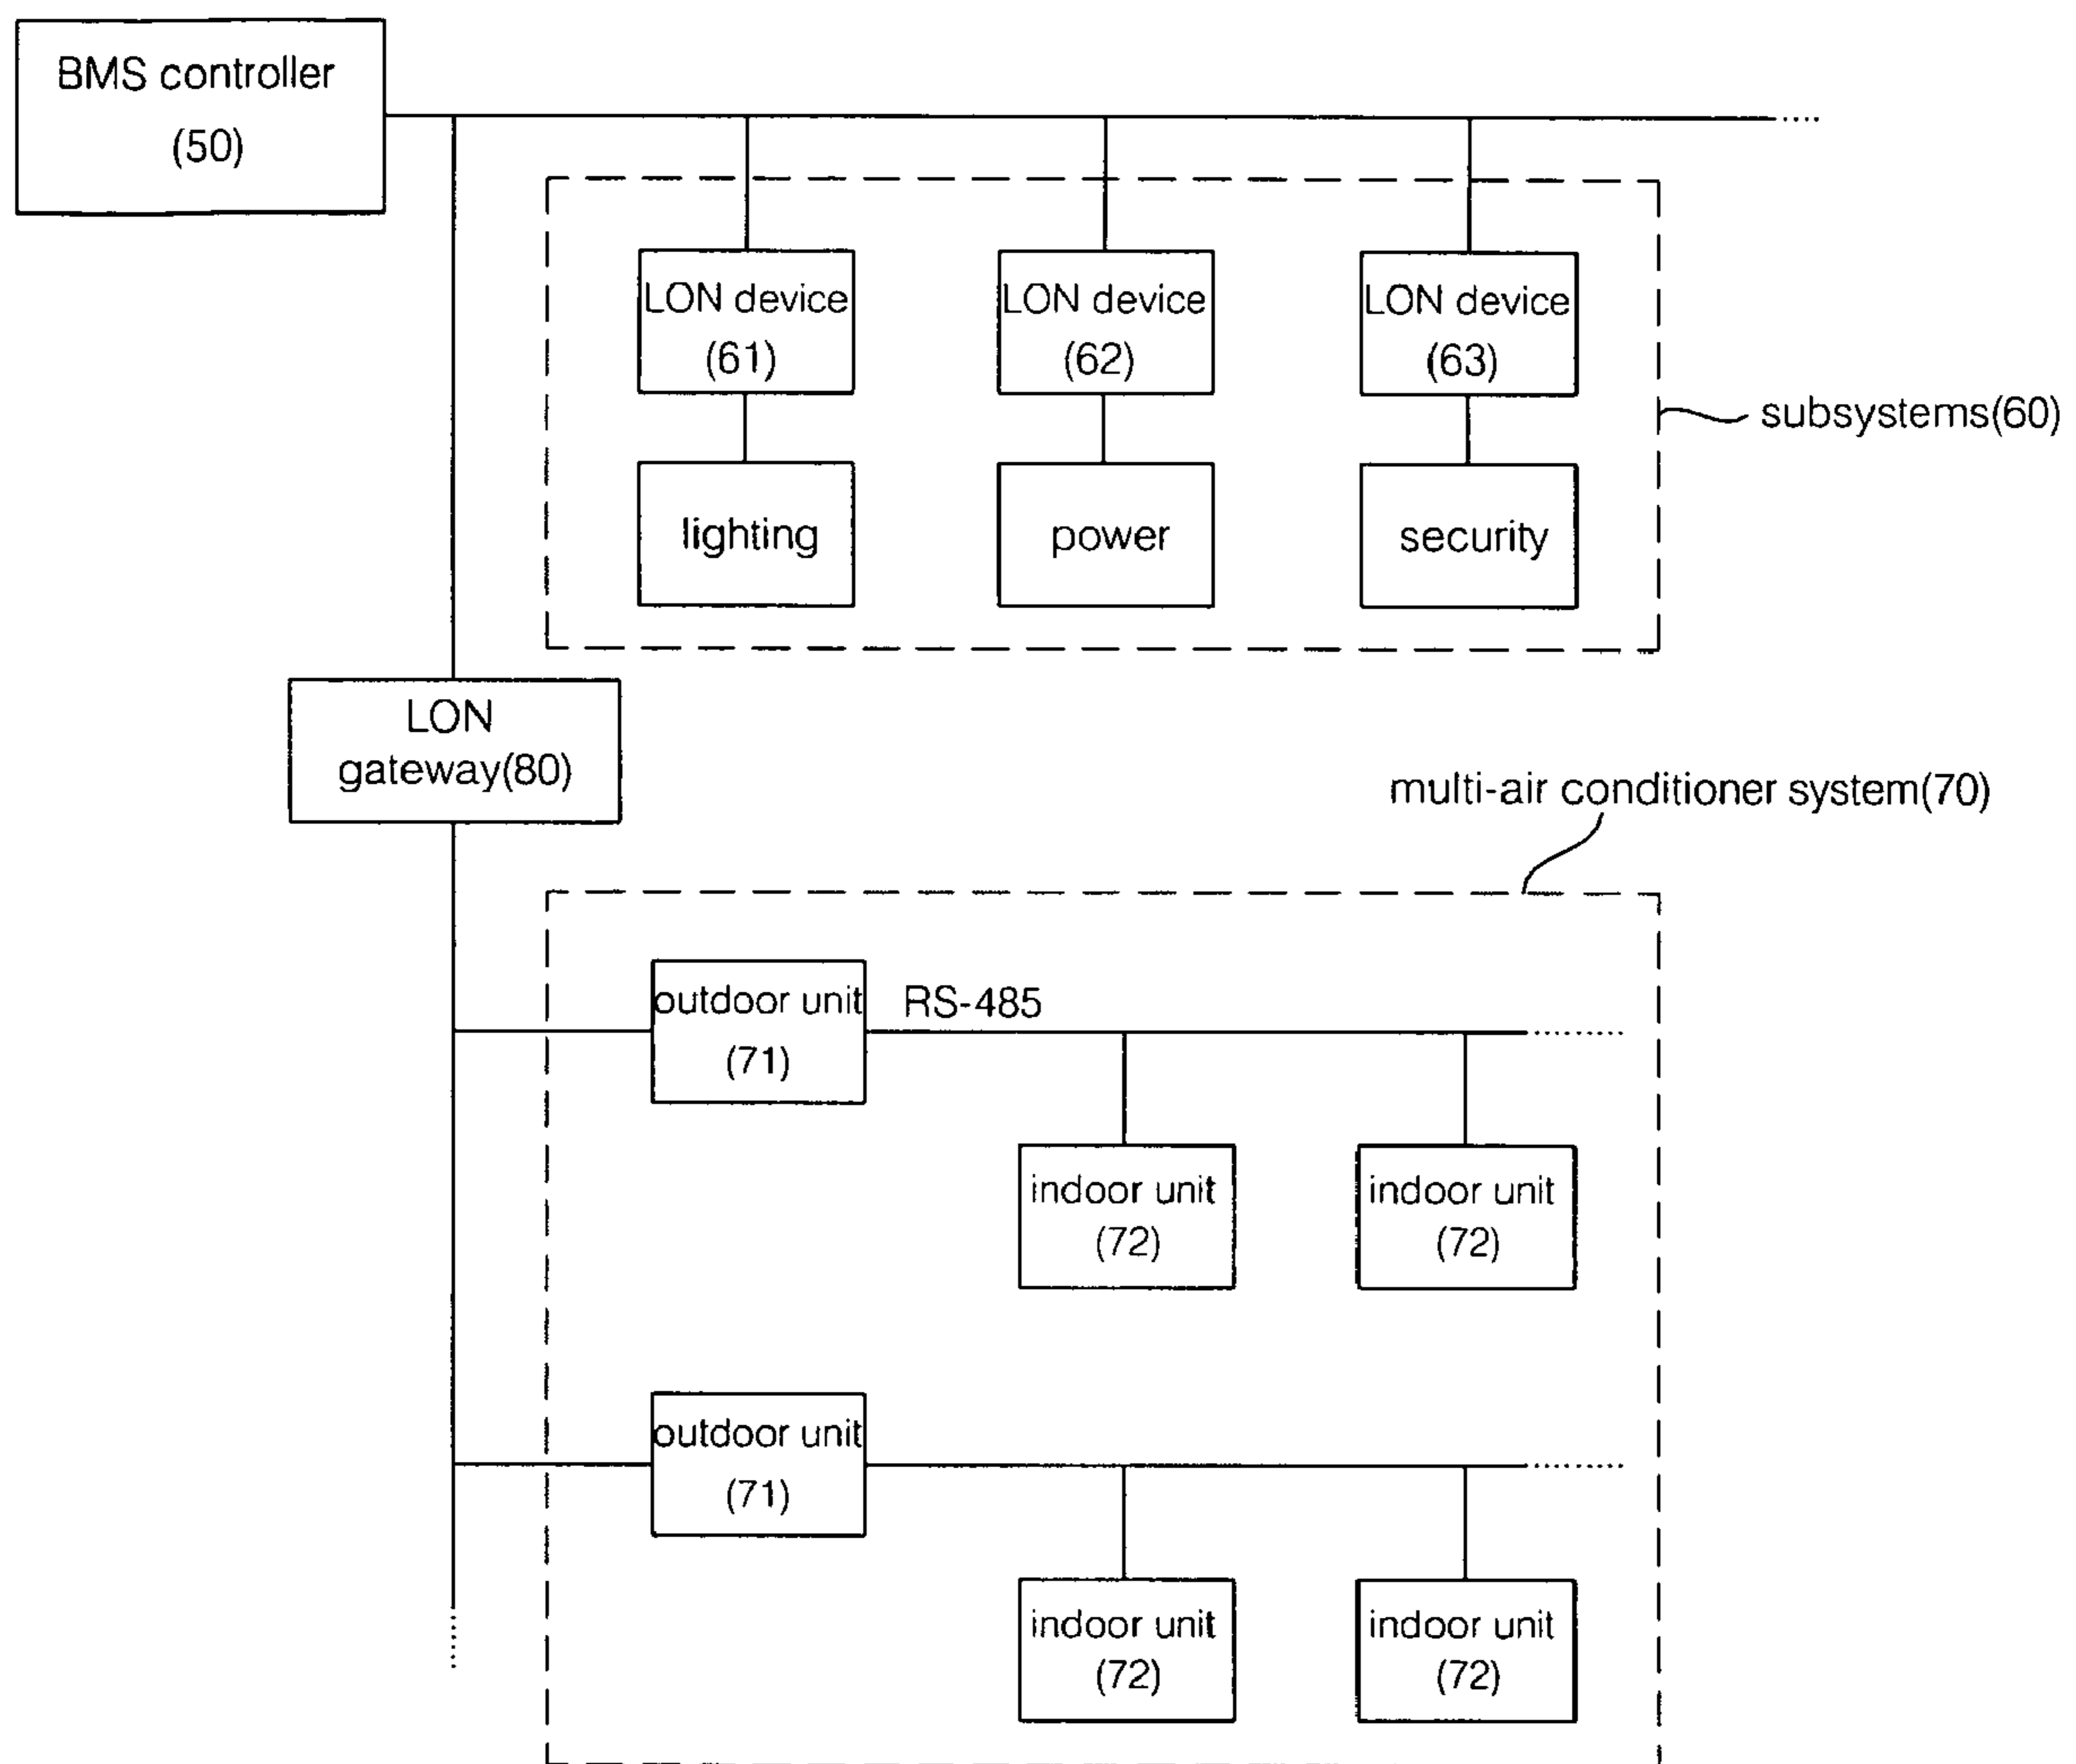 BMS controller
(50)
LON device
(61)
LON device
(62)
LON device
(63)
subsystems(60)
lighting
power
security
LON
gateway(80)
multi-air conditioner system(70)
outdoor unit
(71)
RS-485
indoor unit
(72)
indoor unit
(72)
outdoor unit
(71)
indoor unit
(72)
indoor unit
(72)